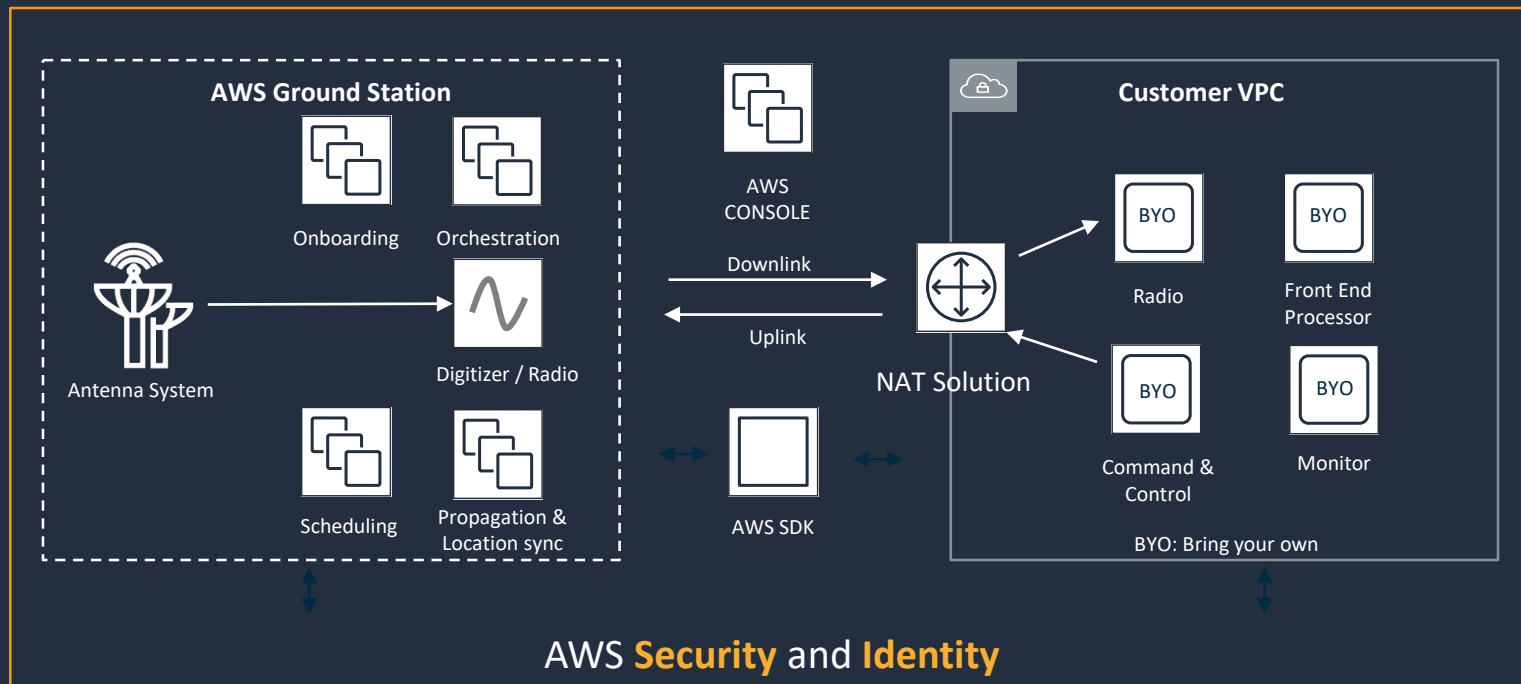 AWS Ground Station
Onboarding
Orchestration
Antenna System
Digitizer / Radio
Scheduling
Propagation &
Location sync
AWS
CONSOLE
Downlink
Uplink
AWS SDK
NAT Solution
Customer VPC
BYO
Radio
BYO
Front End
Processor
BYO
Command &
Control
BYO
Monitor
BYO: Bring your own
AWS Security and Identity